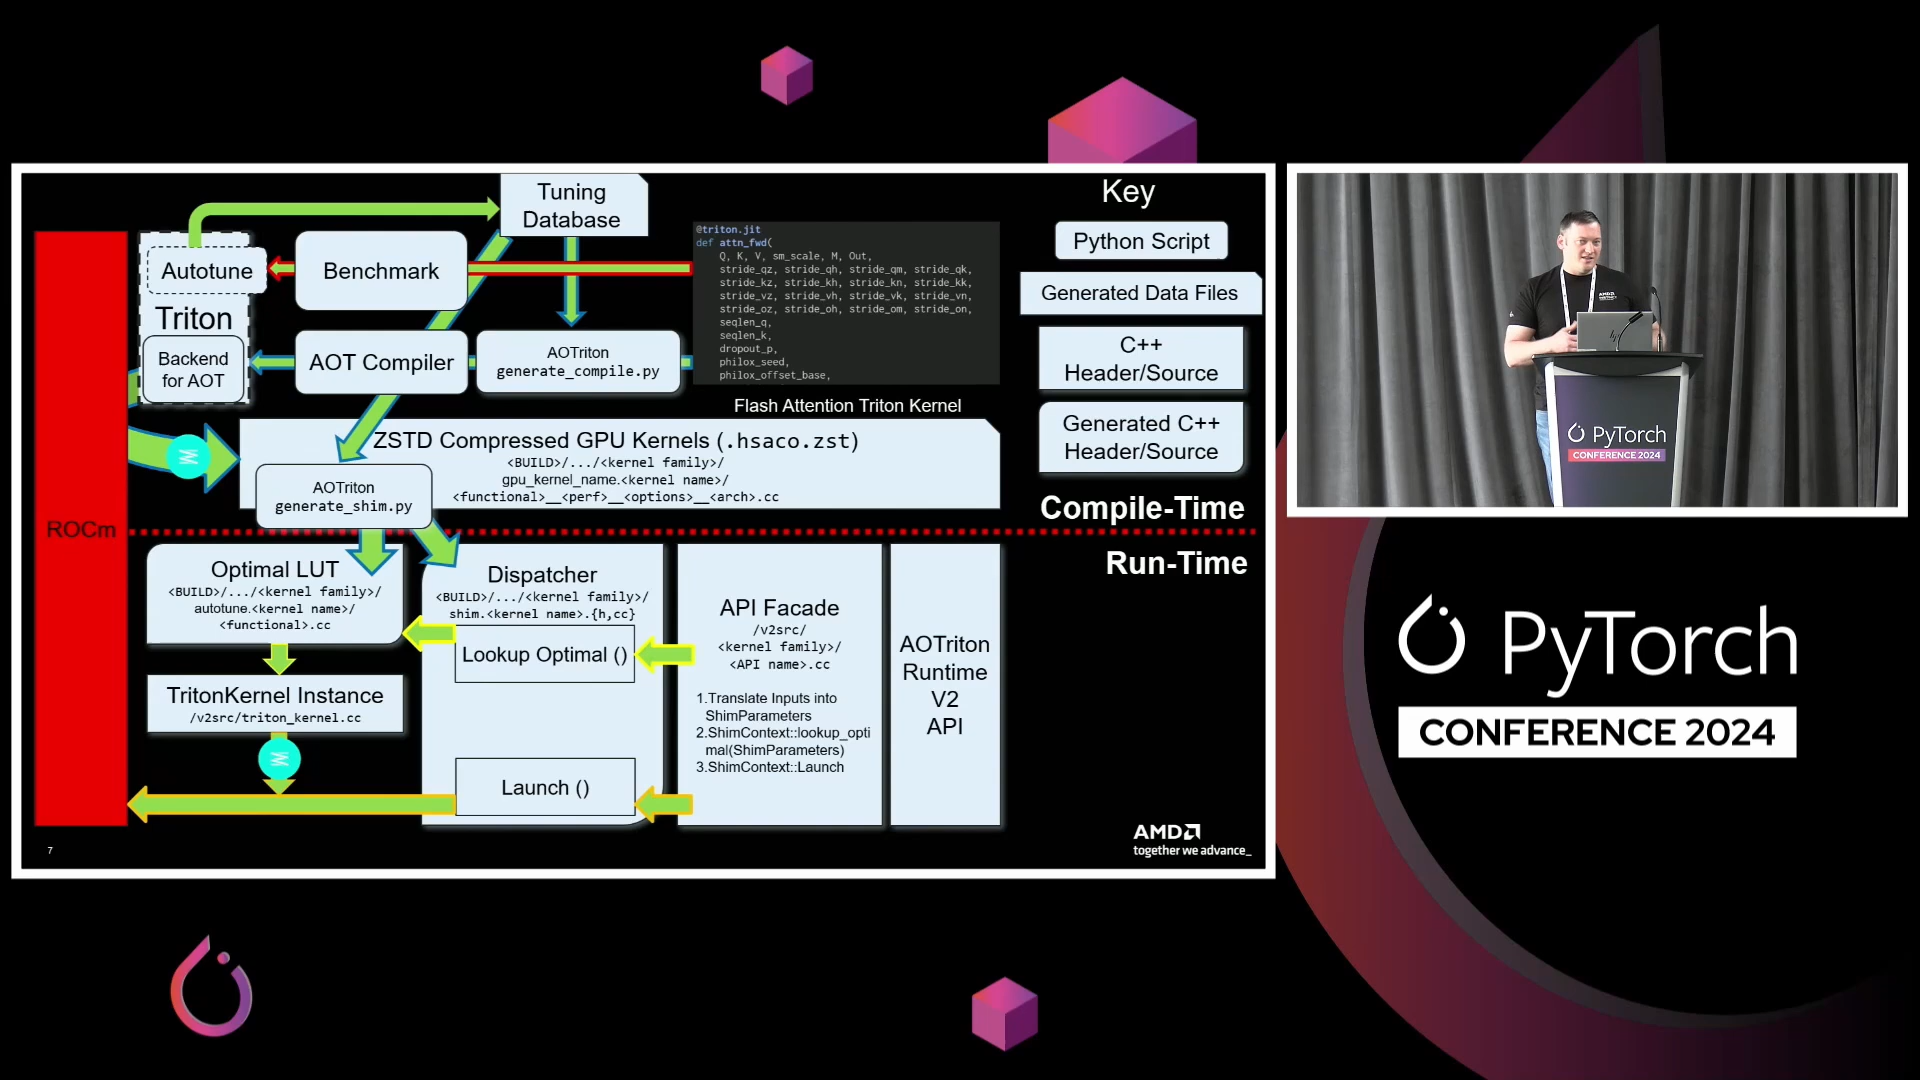 Tuning
Database
Autotune
Benchmark
Triton
Backend
for AOT
AOT Compiler
AOTriton
generate_compile.py
@triton.jit
def attn_fwd(
Q, K, V, sm_scale, M, Out,
stride_qz, stride_qh, stride_qm, stride_qk,
stride_kz, stride_kh, stride_kn, stride_kk,
stride_vz, stride_vh, stride_vk, stride_vn,
stride_oz, stride_oh, stride_om, stride_on,
seqlen_q,
seqlen_k,
dropout_p,
philox_seed,
philox_offset_base,
Flash Attention Triton Kernel
Key
Python Script
Generated Data Files
C++
Header/Source
Generated C++
Header/Source
ZSTD Compressed GPU Kernels (.hsaco.zst)
<BUILD>/.../<kernel family>/
gpu_kernel_name.<kernel name>/
<functional>__<perf>__<options>__<arch>.cc
AOTriton
generate_shim.py
Compile-Time
ROCm
Run-Time
Optimal LUT
<BUILD>/.../<kernel family>/
autotune.<kernel name>/
<functional>.cc
TritonKernel Instance
/v2src/triton_kernel.cc
Dispatcher
<BUILD>/.../<kernel family>/
shim.<kernel name>.{h,cc}
Lookup Optimal ()
Launch ()
API Facade
/v2src/
<kernel family>/
<API name>.cc
1.Translate Inputs into
ShimParameters
2.ShimContext::lookup_opti
mal(ShimParameters)
3.ShimContext::Launch
AOTriton
Runtime
V2
API
7
AMD
together we advance_
AMD
PyTorch
CONFERENCE 2024
PyTorch
CONFERENCE 2024